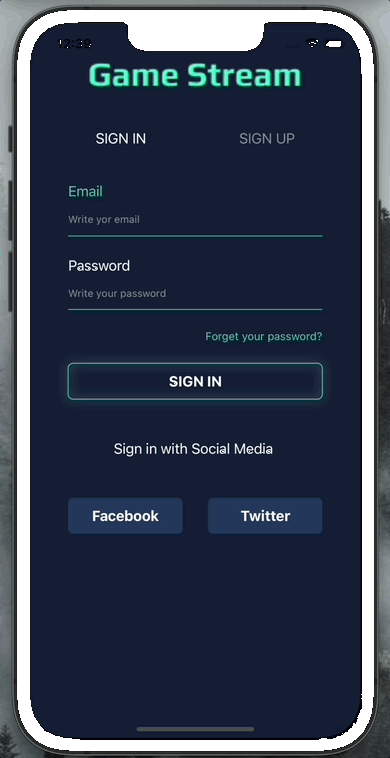 Game Stream
SIGN IN SIGN UP
Email
Write yor email
Password
Write your password
Forget your password?
SIGN IN
Sign in with Social Media
Facebook Twitter